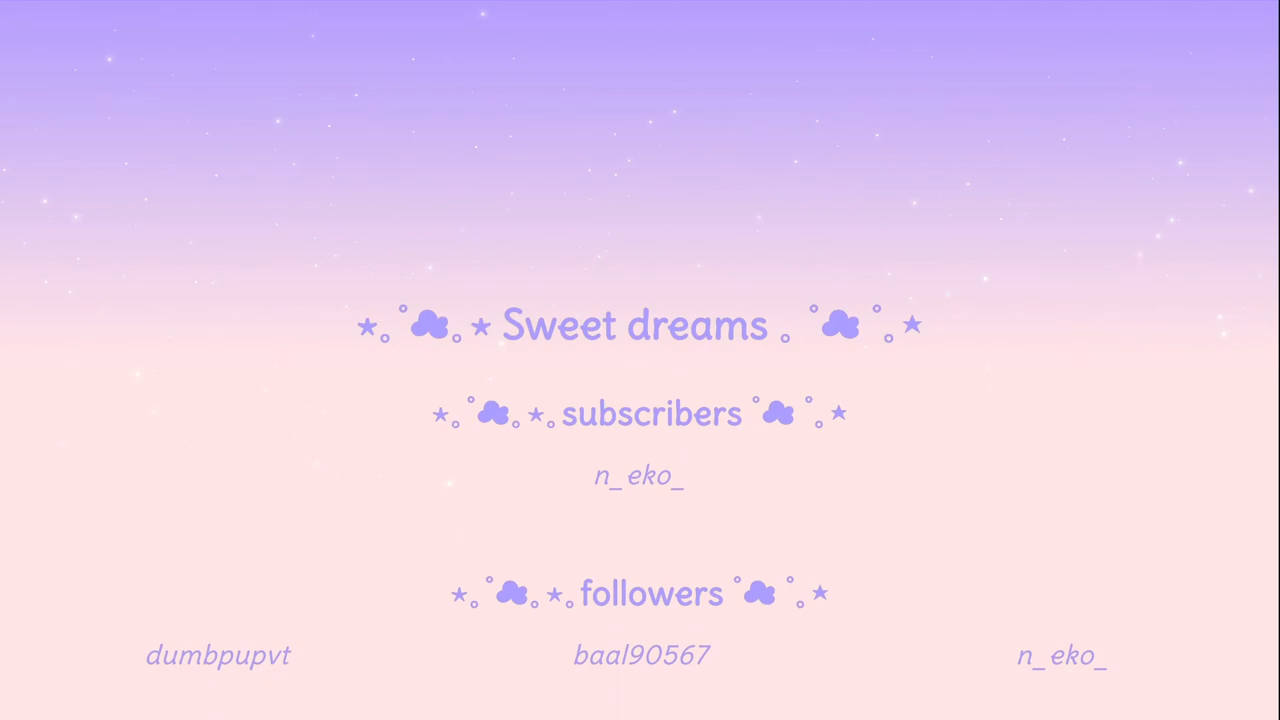 ⋆｡˚☁︎｡⋆ Sweet dreams ｡ ˚☁︎ ˚｡⋆
⋆｡˚☁︎｡⋆｡subscribers ˚☁︎ ˚｡⋆
n_eko_
⋆｡˚☁︎｡⋆｡followers ˚☁︎ ˚｡⋆
dumbpupvt baal90567 n_eko_